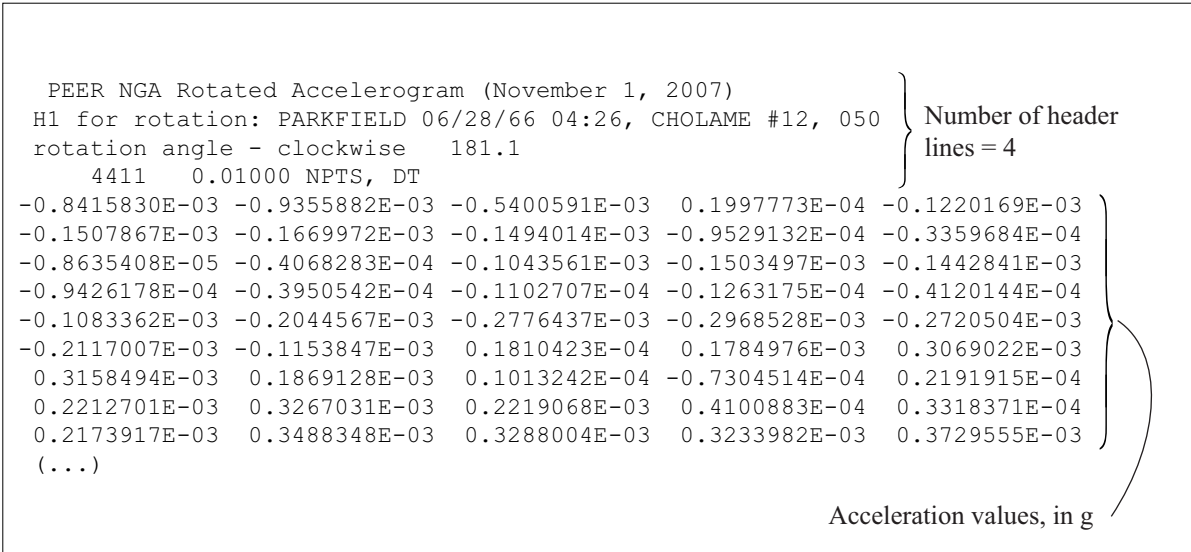 PEER NGA Rotated Accelerogram (November 1, 2007)
H1 for rotation: PARKFIELD 06/28/66 04:26, CHOLAME #12, 050
rotation angle - clockwise   181.1
4411   0.01000 NPTS, DT
Number of header
lines = 4
-0.8415830E-03 -0.9355882E-03 -0.5400591E-03  0.1997773E-04 -0.1220169E-03
-0.1507867E-03 -0.1669972E-03 -0.1494014E-03 -0.9529132E-04 -0.3359684E-04
-0.8635408E-05 -0.4068283E-04 -0.1043561E-03 -0.1503497E-03 -0.1442841E-03
-0.9426178E-04 -0.3950542E-04 -0.1102707E-04 -0.1263175E-04 -0.4120144E-04
-0.1083362E-03 -0.2044567E-03 -0.2776437E-03 -0.2968528E-03 -0.2720504E-03
-0.2117007E-03 -0.1153847E-03  0.1810423E-04  0.1784976E-03  0.3069022E-03
0.3158494E-03  0.1869128E-03  0.1013242E-04 -0.7304514E-04  0.2191915E-04
0.2212701E-03  0.3267031E-03  0.2219068E-03  0.4100883E-04  0.3318371E-04
0.2173917E-03  0.3488348E-03  0.3288004E-03  0.3233982E-03  0.3729555E-03
(...)
Acceleration values, in g